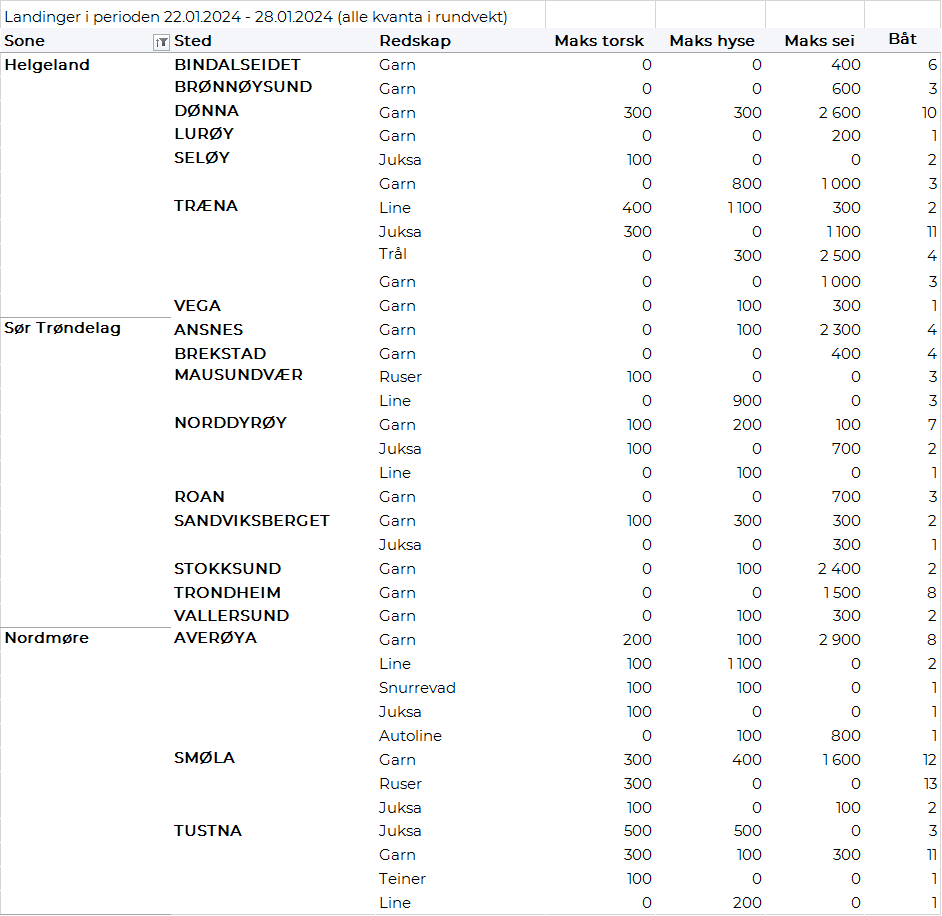 Landinger i perioden 22.01.2024 - 28.01.2024 (alle kvanta i rundvekt)
Sone Sted Redskap Maks torsk Maks hyse Maks sei Båt
Helgeland BINDALSEIDET Garn 0 0 400 6
BRØNNØYSUND Garn 0 0 600 3
DØNNA Garn 300 300 2 600 10
LURØY Garn 0 0 200 1
SELØY Juksa 100 0 0 2
Garn 0 800 1 000 3
TRÆNA Line 400 1 100 300 2
Juksa 300 0 1 100 11
Trål 0 300 2 500 4
Garn 0 0 1 000 3
VEGA Garn 0 100 300 1
Sør Trøndelag ANSNES Garn 0 100 2 300 4
BREKSTAD Garn 0 0 400 4
MAUSUNDVÆR Ruser 100 0 0 3
Line 0 900 0 3
NORDDYRØY Garn 100 200 100 7
Juksa 100 0 700 2
Line 0 100 0 1
ROAN Garn 0 0 700 3
SANDVIKSBERGET Garn 100 300 300 2
Juksa 0 0 300 1
STOKKSUND Garn 0 100 2 400 2
TRONDHEIM Garn 0 0 1 500 8
VALLERSUND Garn 0 100 300 2
Nordmøre AVERØYA Garn 200 100 2 900 8
Line 100 1 100 0 2
Snurrevad 100 100 0 1
Juksa 100 0 0 1
Autoline 0 100 800 1
SMØLA Garn 300 400 1 600 12
Ruser 300 0 0 13
Juksa 100 0 100 2
TUSTNA Juksa 500 500 0 3
Garn 300 100 300 11
Teiner 100 0 0 1
Line 0 200 0 1